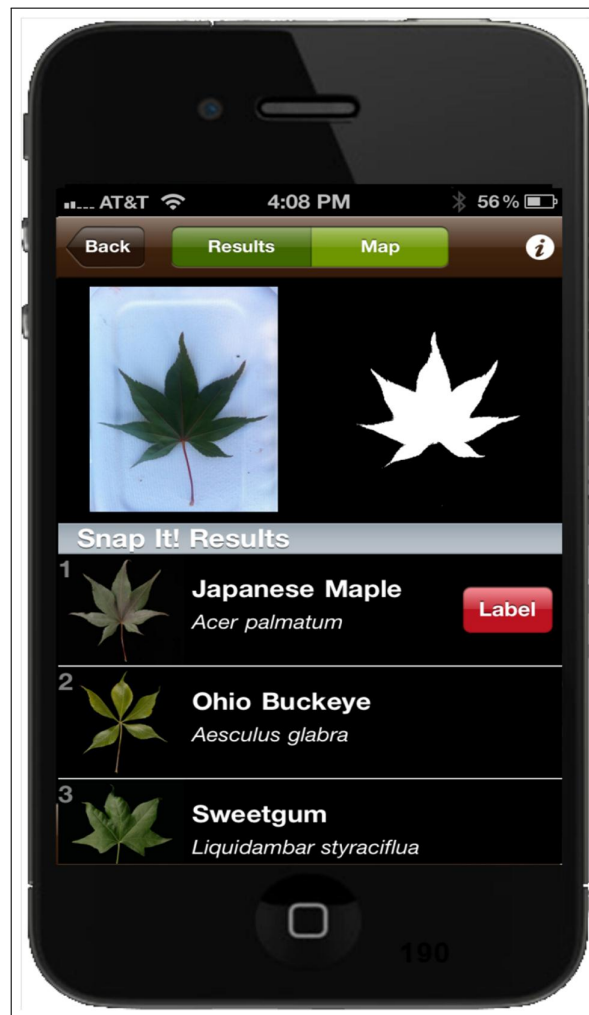 AT&T 4:08 PM 56%
Back Results Map i
Snap It! Results
1
Japanese Maple
Acer palmatum
Label
2
Ohio Buckeye
Aesculus glabra
3
Sweetgum
Liquidambar styraciflua
190